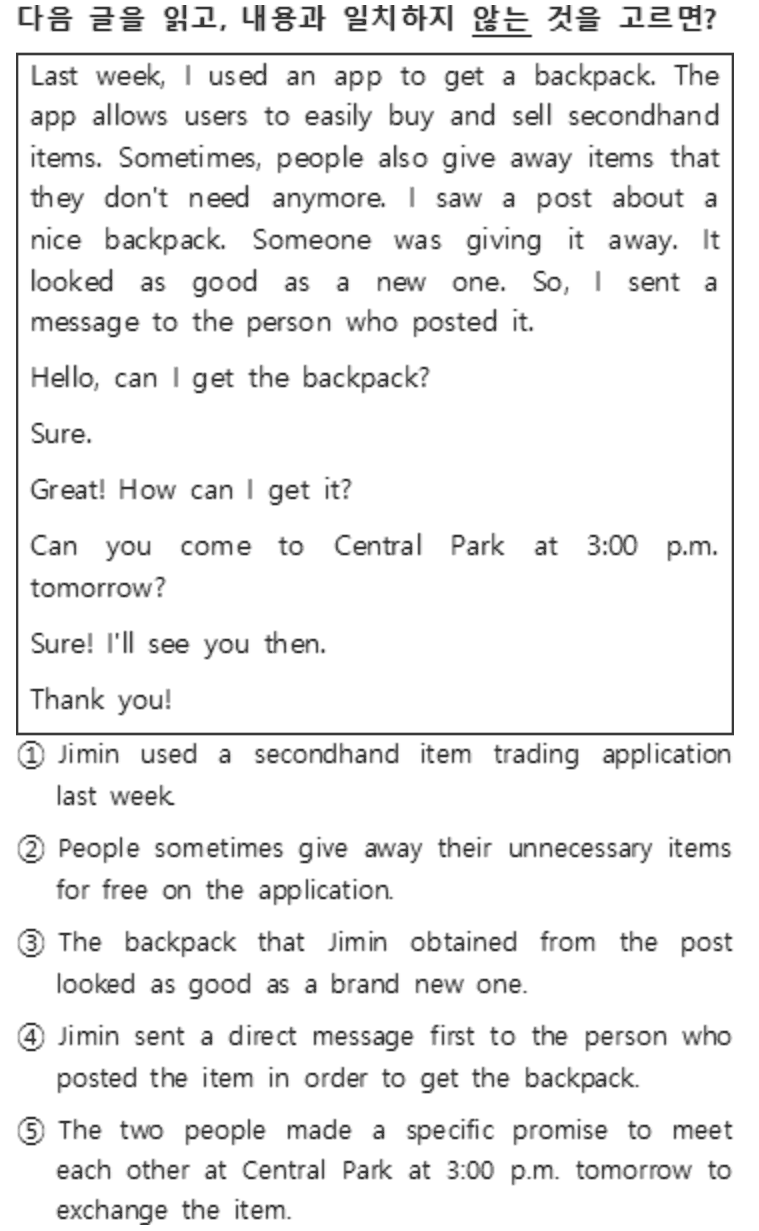 다음 글을 읽고, 내용과 일치하지 않는 것을 고르면?
Last week, I used an app to get a backpack. The
app allows users to easily buy and sell secondhand
items. Sometimes, people also give away items that
they don't need anymore. I saw a post about a
nice backpack. Someone was giving it away. It
looked as good as a new one. So, I sent a
message to the person who posted it.
Hello, can I get the backpack?
Sure.
Great! How can I get it?
Can you come to Central Park at 3:00 p.m.
tomorrow?
Sure! I'll see you then.
Thank you!
① Jimin used a secondhand item trading application
last week.
② People sometimes give away their unnecessary items
for free on the application.
③ The backpack that Jimin obtained from the post
looked as good as a brand new one.
④ Jimin sent a direct message first to the person who
posted the item in order to get the backpack.
⑤ The two people made a specific promise to meet
each other at Central Park at 3:00 p.m. tomorrow to
exchange the item.